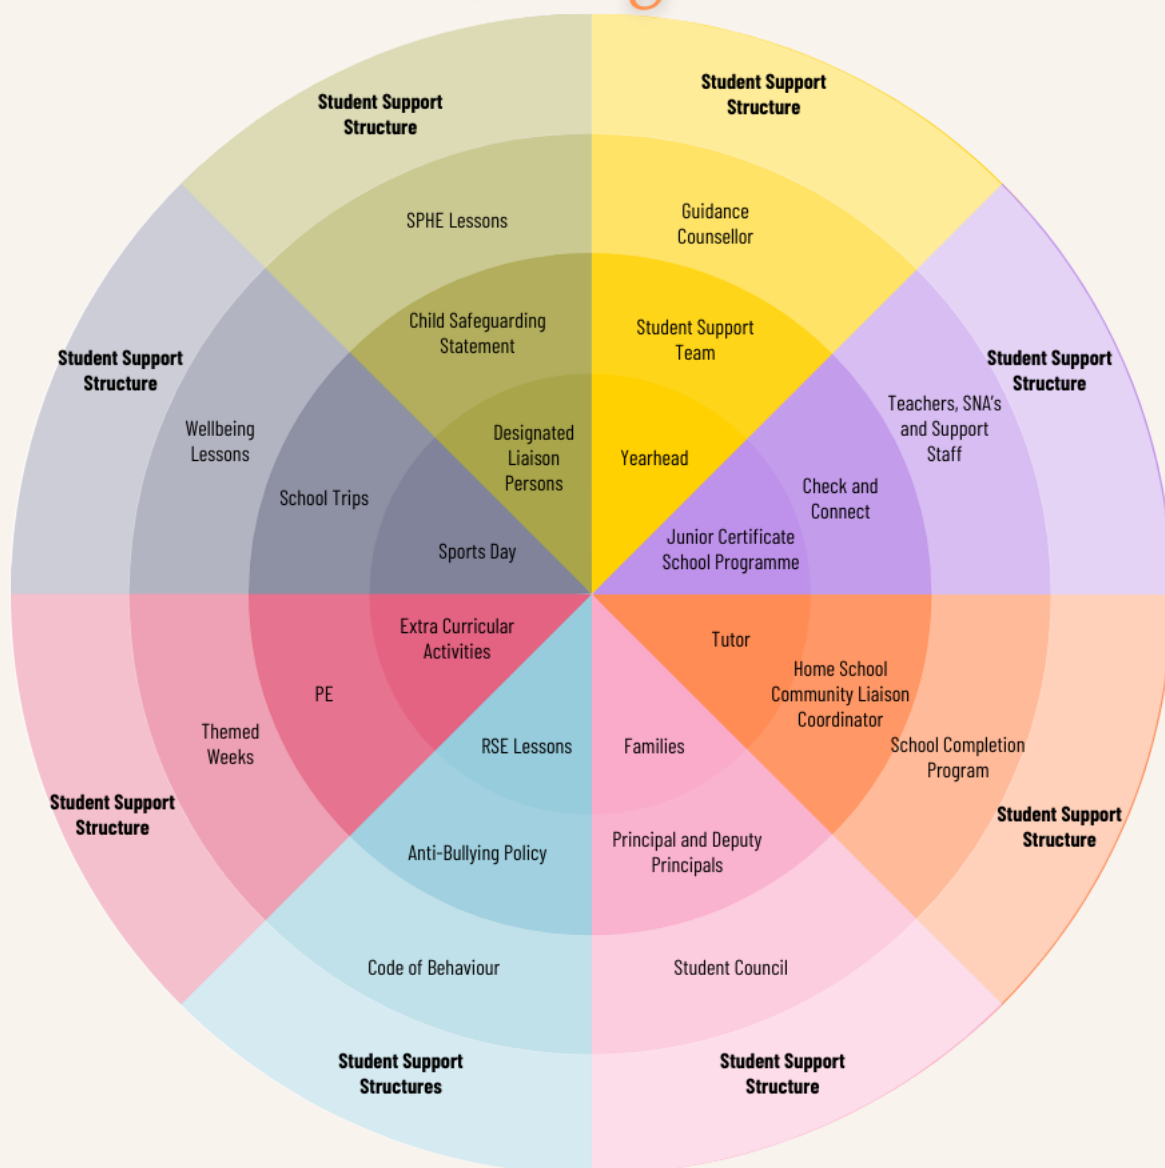 Student Support
Structure
Student Support
Structure
SPHE Lessons
Guidance
Counsellor
Child Safeguarding
Statement
Student Support
Team
Student Support
Structure
Student Support
Structure
Wellbeing
Lessons
Teachers, SNA's
and Support
Staff
Designated
Liaison
Persons
Yearhead
School Trips
Check and
Connect
Sports Day
Junior Certificate
School Programme
Extra Curricular
Activities
Tutor
PE
Home School
Community Liaison
Coordinator
Themed
Weeks
RSE Lessons
Families
School Completion
Program
Student Support
Structure
Student Support
Structure
Anti-Bullying Policy
Principal and Deputy
Principals
Code of Behaviour
Student Council
Student Support
Structures
Student Support
Structure